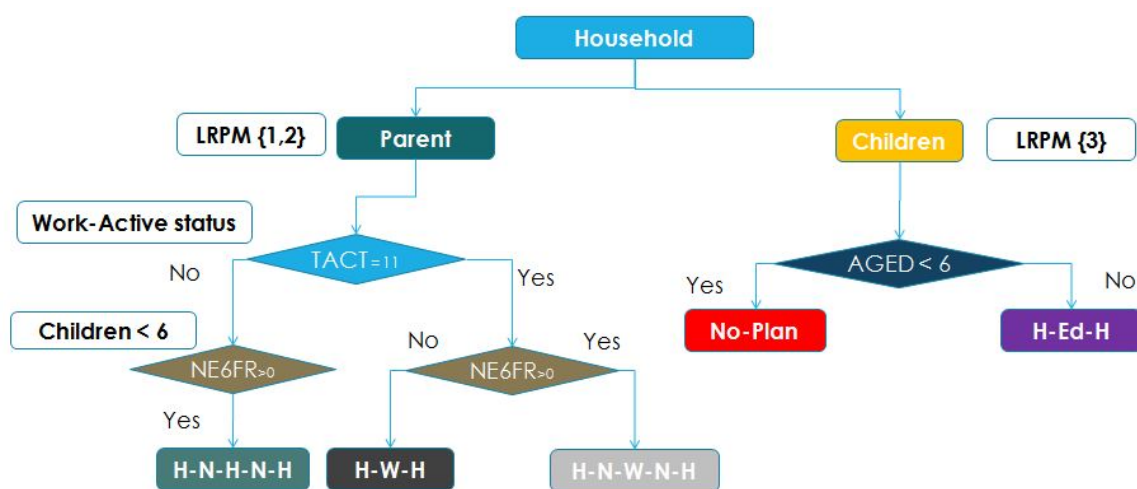 Household
LRPM {1,2}
Parent
Children
LRPM {3}
Work-Active status
TACT=11
AGED < 6
No
Yes
Yes
No
Children < 6
No
Yes
No-Plan
H-Ed-H
NE6FR>0
NE6FR>0
Yes
H-N-H-N-H
H-W-H
H-N-W-N-H